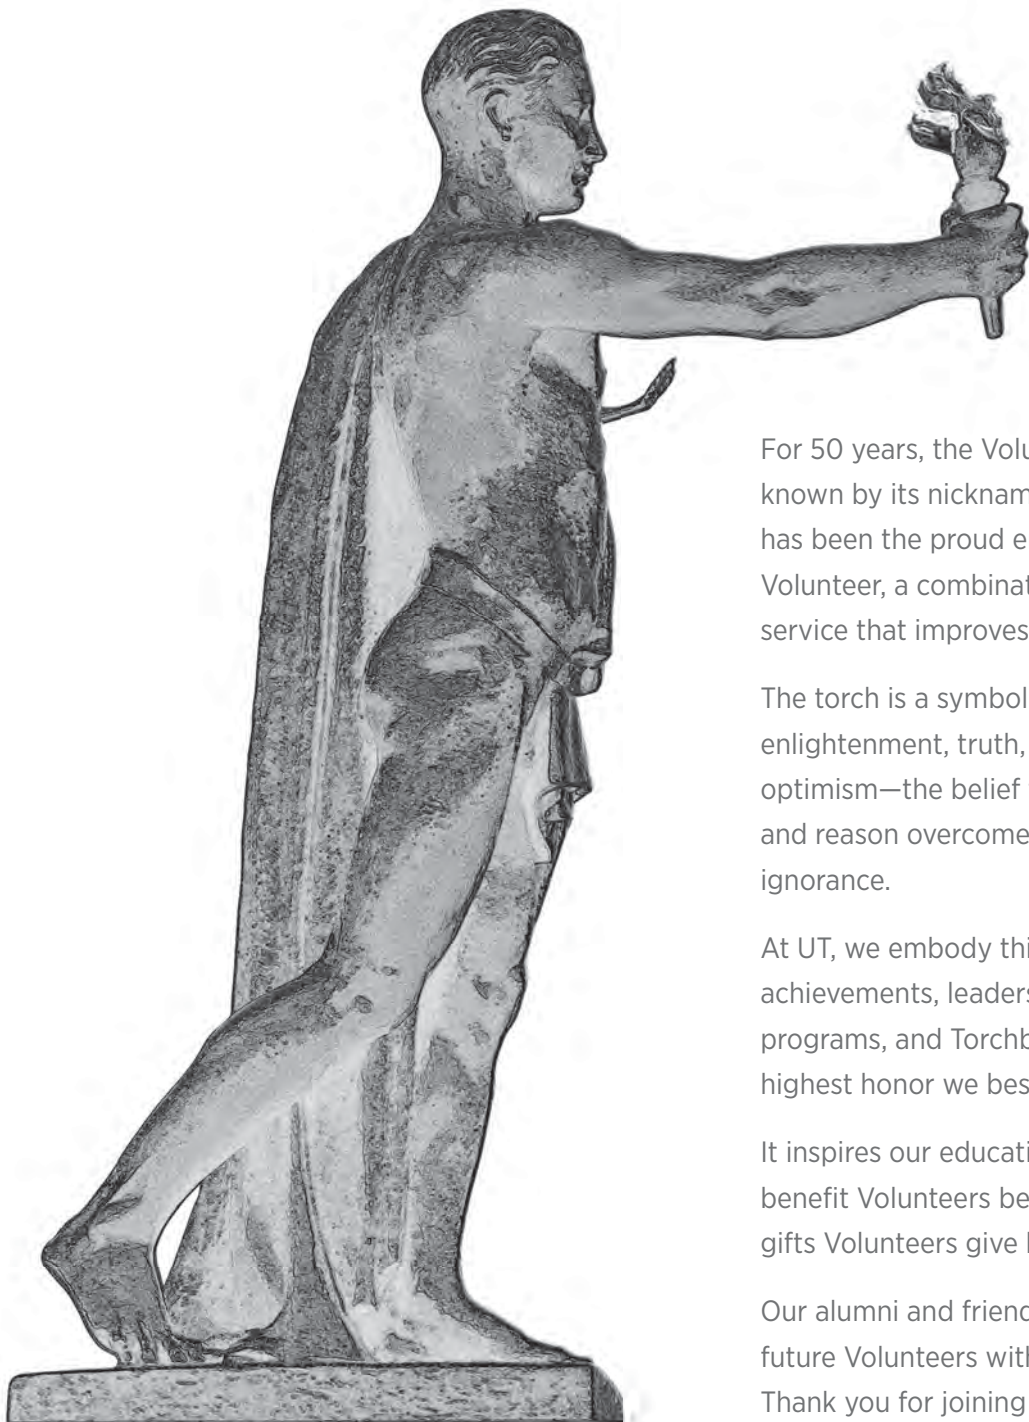 For 50 years, the Volu
known by its nicknam
has been the proud e
Volunteer, a combinat
service that improves
The torch is a symbol
enlightenment, truth,
optimism—the belief
and reason overcome
ignorance.
At UT, we embody thi
achievements, leaders
programs, and Torchb
highest honor we bes
It inspires our educati
benefit Volunteers be
gifts Volunteers give
Our alumni and friend
future Volunteers with
Thank you for joining